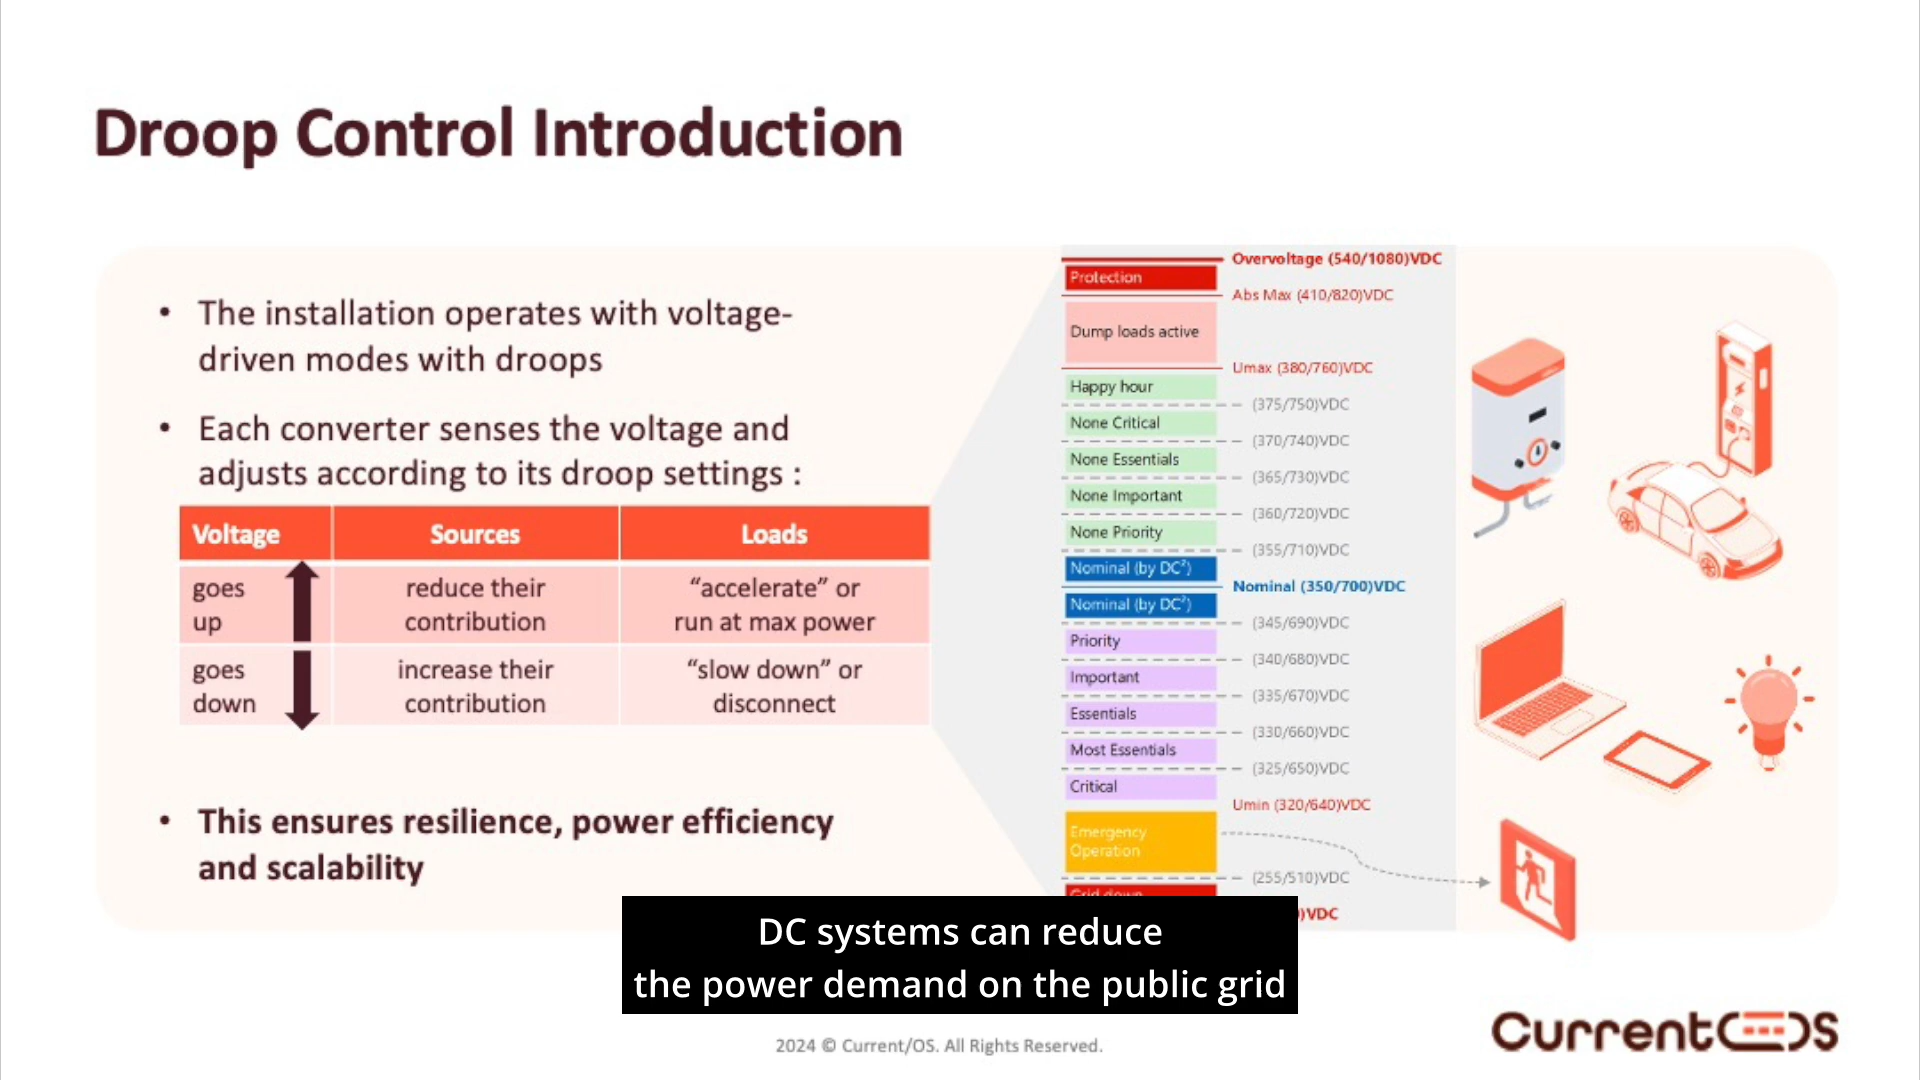 Droop Control Introduction
• The installation operates with voltage-
driven modes with droops
• Each converter senses the voltage and
adjusts according to its droop settings :
Voltage Sources Loads
goes up reduce their contribution “accelerate” or run at max power
goes down increase their contribution “slow down” or disconnect
• This ensures resilience, power efficiency
and scalability
Overvoltage (540/1080)VDC
Protection
Abs Max (410/820)VDC
Dump loads active
Umax (380/760)VDC
Happy hour
(375/750)VDC
None Critical
(370/740)VDC
None Essentials
(365/730)VDC
None Important
(360/720)VDC
None Priority
(355/710)VDC
Nominal (by DC²)
Nominal (350/700)VDC
Nominal (by DC²)
(345/690)VDC
Priority
(340/680)VDC
Important
(335/670)VDC
Essentials
(330/660)VDC
Most Essentials
(325/650)VDC
Critical
Umin (320/640)VDC
Emergency
Operation
(255/510)VDC
Grid down
)VDC
DC systems can reduce
the power demand on the public grid
2024 © Current/OS. All Rights Reserved.
Current OS